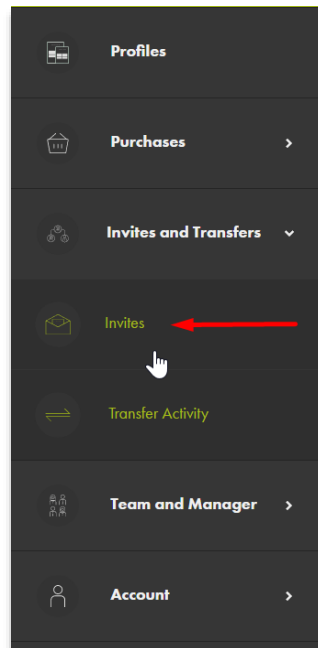 Profiles
Purchases
Invites and Transfers
Invites
Transfer Activity
Team and Manager
Account